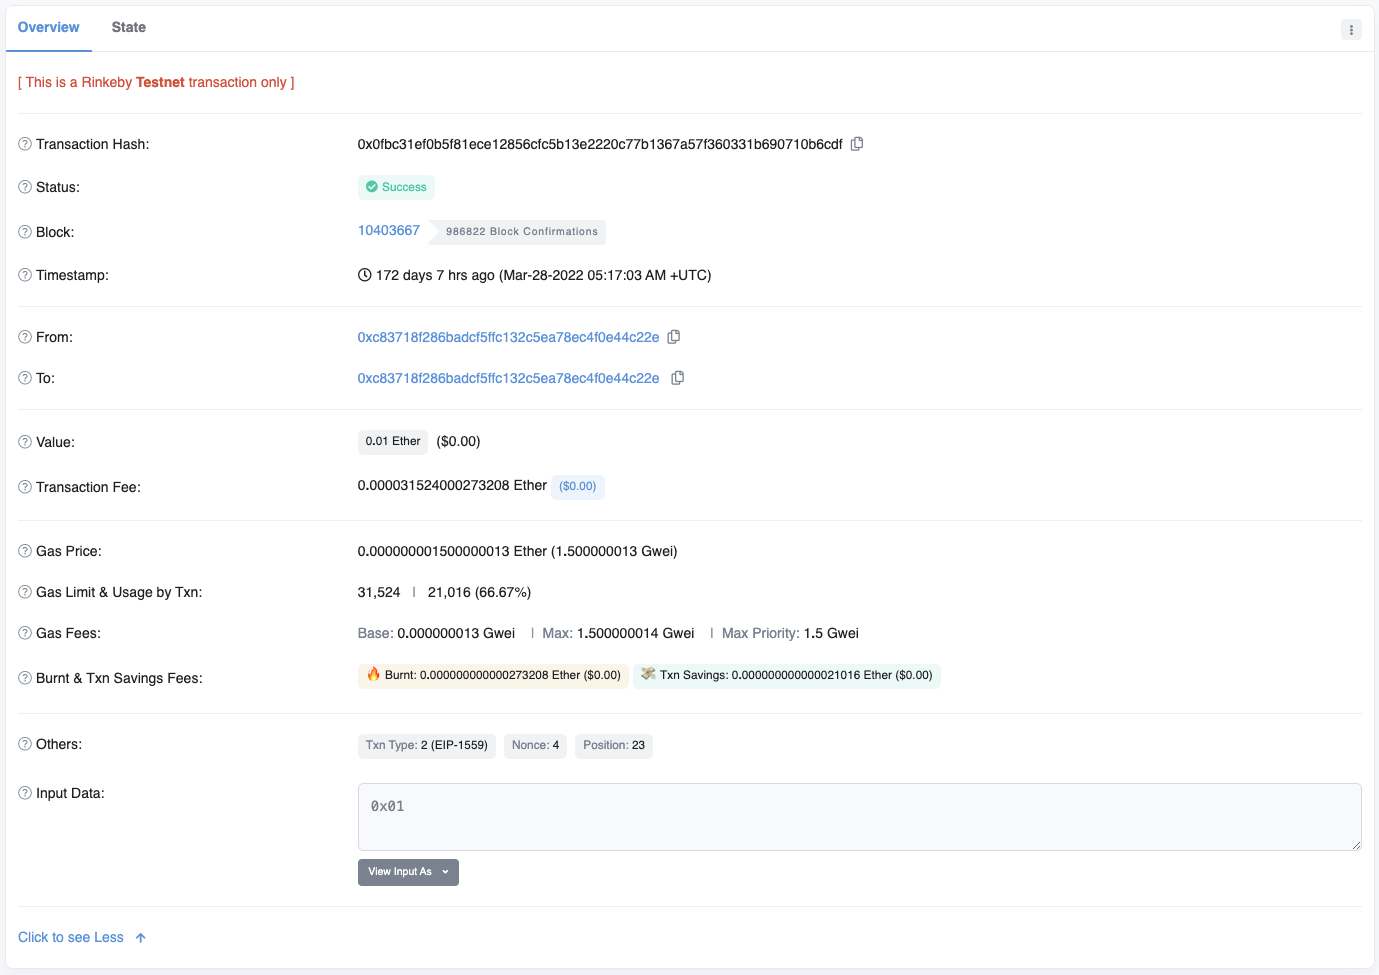 Overview State
[ This is a Rinkeby Testnet transaction only ]
Transaction Hash: 0x0fbc31ef0b5f81ece12856cfc5b13e2220c77b1367a57f360331b690710b6cdf
Status: Success
Block: 10403667 986822 Block Confirmations
Timestamp: 172 days 7 hrs ago (Mar-28-2022 05:17:03 AM +UTC)
From: 0xc83718f286badcf5ffc132c5ea78ec4f0e44c22e
To: 0xc83718f286badcf5ffc132c5ea78ec4f0e44c22e
Value: 0.01 Ether ($0.00)
Transaction Fee: 0.000031524000273208 Ether ($0.00)
Gas Price: 0.000000001500000013 Ether (1.500000013 Gwei)
Gas Limit & Usage by Txn: 31,524 | 21,016 (66.67%)
Gas Fees: Base: 0.000000013 Gwei | Max: 1.500000014 Gwei | Max Priority: 1.5 Gwei
Burnt & Txn Savings Fees: Burnt: 0.000000000000273208 Ether ($0.00) Txn Savings: 0.000000000000021016 Ether ($0.00)
Others: Txn Type: 2 (EIP-1559) Nonce: 4 Position: 23
Input Data: 0x01
View Input As
Click to see Less